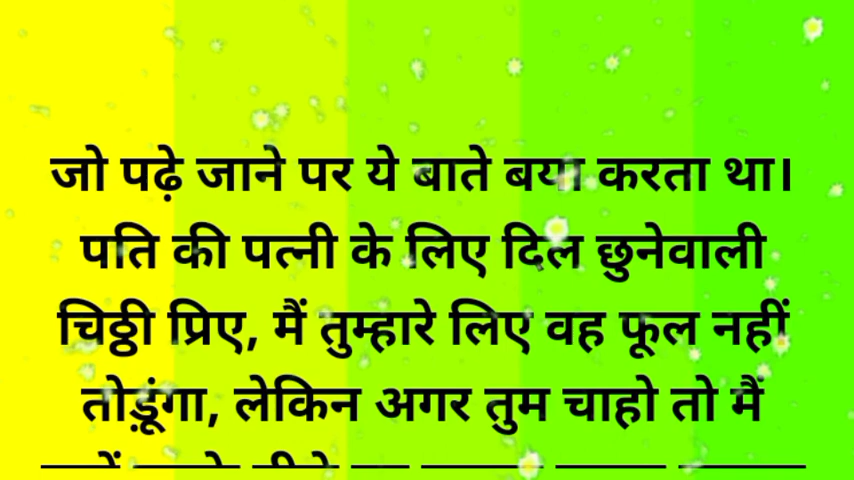 जो पढ़े जाने पर ये बाते बया करता था।
पति की पत्नी के लिए दिल छुनेवाली
चिठ्ठी प्रिए, मैं तुम्हारे लिए वह फूल नहीं
तोड़ूंगा, लेकिन अगर तुम चाहो तो मैं